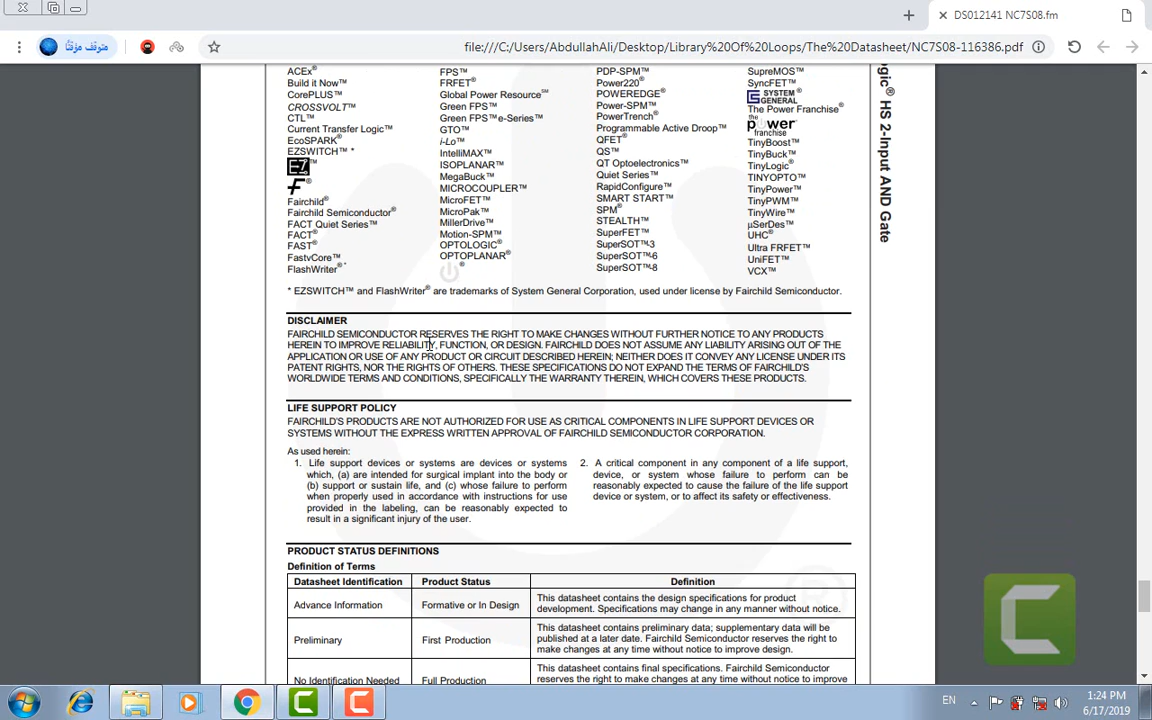 DS012141 NC7S08.fm
متوقف مؤقتًا
file:///C:/Users/AbdullahAli/Desktop/Library%20Of%20Loops/The%20Datasheet/NC7S08-116386.pdf
ogic® HS 2-Input AND Gate
ACEx®
Build it Now™
CorePLUS™
CROSSVOLT™
CTL™
Current Transfer Logic™
EcoSPARK®
EZSWITCH™ *
E7™
F®
Fairchild®
Fairchild Semiconductor®
FACT Quiet Series™
FACT®
FAST®
FastvCore™
FlashWriter®*
FPS™
FRFET®
Global Power Resource℠
Green FPS™
Green FPS™e-Series™
GTO™
i-Lo™
IntelliMAX™
ISOPLANAR™
MegaBuck™
MICROCOUPLER™
MicroFET™
MicroPak™
MillerDrive™
Motion-SPM™
OPTOLOGIC®
OPTOPLANAR®
®
PDP-SPM™
Power220®
POWEREDGE®
Power-SPM™
PowerTrench®
Programmable Active Droop™
QFET®
QS™
QT Optoelectronics™
Quiet Series™
RapidConfigure™
SMART START™
SPM®
STEALTH™
SuperFET™
SuperSOT™-3
SuperSOT™-6
SuperSOT™-8
SupreMOS™
SyncFET™
SYSTEM GENERAL®
The Power Franchise®
the power franchise
TinyBoost™
TinyBuck™
TinyLogic®
TINYOPTO™
TinyPower™
TinyPWM™
TinyWire™
µSerDes™
UHC®
Ultra FRFET™
UniFET™
VCX™
* EZSWITCH™ and FlashWriter® are trademarks of System General Corporation, used under license by Fairchild Semiconductor.
DISCLAIMER
FAIRCHILD SEMICONDUCTOR RESERVES THE RIGHT TO MAKE CHANGES WITHOUT FURTHER NOTICE TO ANY PRODUCTS
HEREIN TO IMPROVE RELIABILITY, FUNCTION, OR DESIGN. FAIRCHILD DOES NOT ASSUME ANY LIABILITY ARISING OUT OF THE
APPLICATION OR USE OF ANY PRODUCT OR CIRCUIT DESCRIBED HEREIN; NEITHER DOES IT CONVEY ANY LICENSE UNDER ITS
PATENT RIGHTS, NOR THE RIGHTS OF OTHERS. THESE SPECIFICATIONS DO NOT EXPAND THE TERMS OF FAIRCHILD'S
WORLDWIDE TERMS AND CONDITIONS, SPECIFICALLY THE WARRANTY THEREIN, WHICH COVERS THESE PRODUCTS.
LIFE SUPPORT POLICY
FAIRCHILD'S PRODUCTS ARE NOT AUTHORIZED FOR USE AS CRITICAL COMPONENTS IN LIFE SUPPORT DEVICES OR
SYSTEMS WITHOUT THE EXPRESS WRITTEN APPROVAL OF FAIRCHILD SEMICONDUCTOR CORPORATION.
As used herein:
1. Life support devices or systems are devices or systems
which, (a) are intended for surgical implant into the body or
(b) support or sustain life, and (c) whose failure to perform
when properly used in accordance with instructions for use
provided in the labeling, can be reasonably expected to
result in a significant injury of the user.
2. A critical component in any component of a life support,
device, or system whose failure to perform can be
reasonably expected to cause the failure of the life support
device or system, or to affect its safety or effectiveness.
PRODUCT STATUS DEFINITIONS
Definition of Terms
Datasheet Identification Product Status Definition
Advance Information Formative or In Design This datasheet contains the design specifications for product
development. Specifications may change in any manner without notice.
Preliminary First Production This datasheet contains preliminary data; supplementary data will be
published at a later date. Fairchild Semiconductor reserves the right to
make changes at any time without notice to improve design.
No Identification Needed Full Production This datasheet contains final specifications. Fairchild Semiconductor
reserves the right to make changes at any time without notice to improve
EN
1:24 PM
6/17/2019